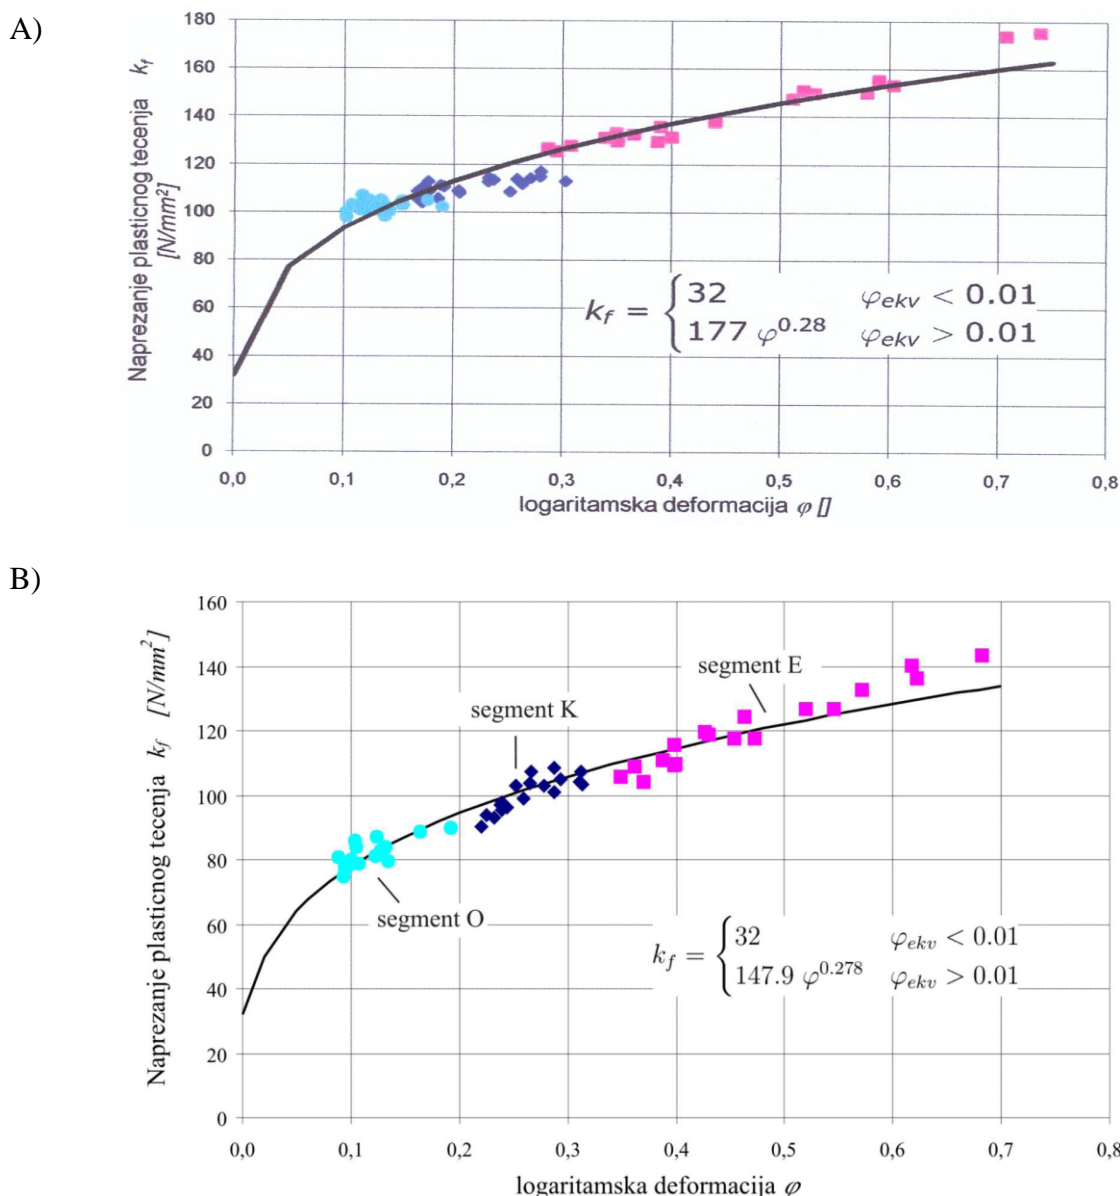 A)
Naprezanje plasticnog tecenja k_f
[N/mm²]
180
160
140
120
100
80
60
40
20
0
k_f = { 32 φ_ekv < 0.01
177 φ^0.28 φ_ekv > 0.01
0,0 0,1 0,2 0,3 0,4 0,5 0,6 0,7 0,8
logaritamska deformacija φ []
B)
Naprezanje plasticnog tecenja k_f [N/mm²]
160
140
120
100
80
60
40
20
0
segment E
segment K
segment O
k_f = { 32 φ_ekv < 0.01
147.9 φ^0.278 φ_ekv > 0.01
0,0 0,1 0,2 0,3 0,4 0,5 0,6 0,7 0,8
logaritamska deformacija φ